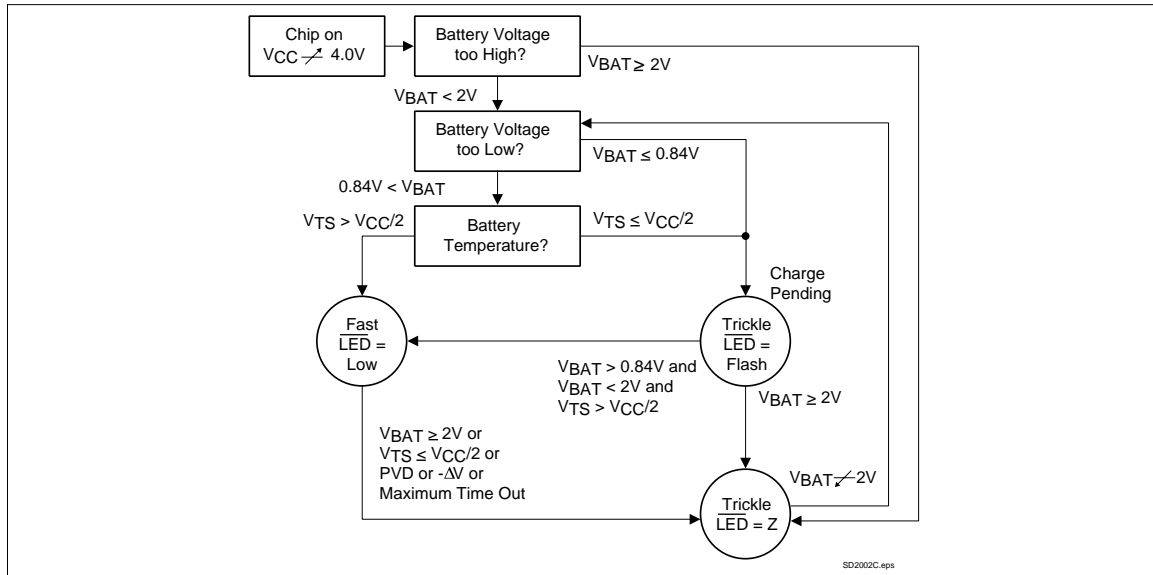 Chip on
VCC 4.0V
Battery Voltage
too High?
VBAT ≥ 2V
VBAT < 2V
Battery Voltage
too Low?
VBAT ≤ 0.84V
0.84V < VBAT
VTS > VCC/2
Battery
Temperature?
VTS ≤ VCC/2
Charge
Pending
Fast
LED =
Low
Trickle
LED =
Flash
VBAT > 0.84V and
VBAT < 2V and
VTS > VCC/2
VBAT ≥ 2V
VBAT ≥ 2V or
VTS ≤ VCC/2 or
PVD or -ΔV or
Maximum Time Out
VBAT 2V
Trickle
LED = Z
SD2002C.eps